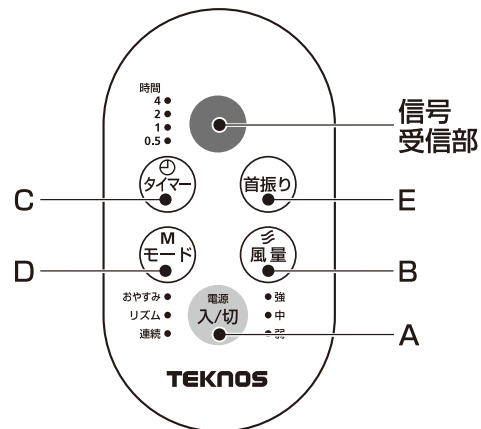 時間
4
2
1
0.5
信号
受信部
タイマー
首振り
C
E
M
モード
風量
D
B
おやすみ
リズム
連続
電源
入/切
強
中
弱
A
TEKNOS